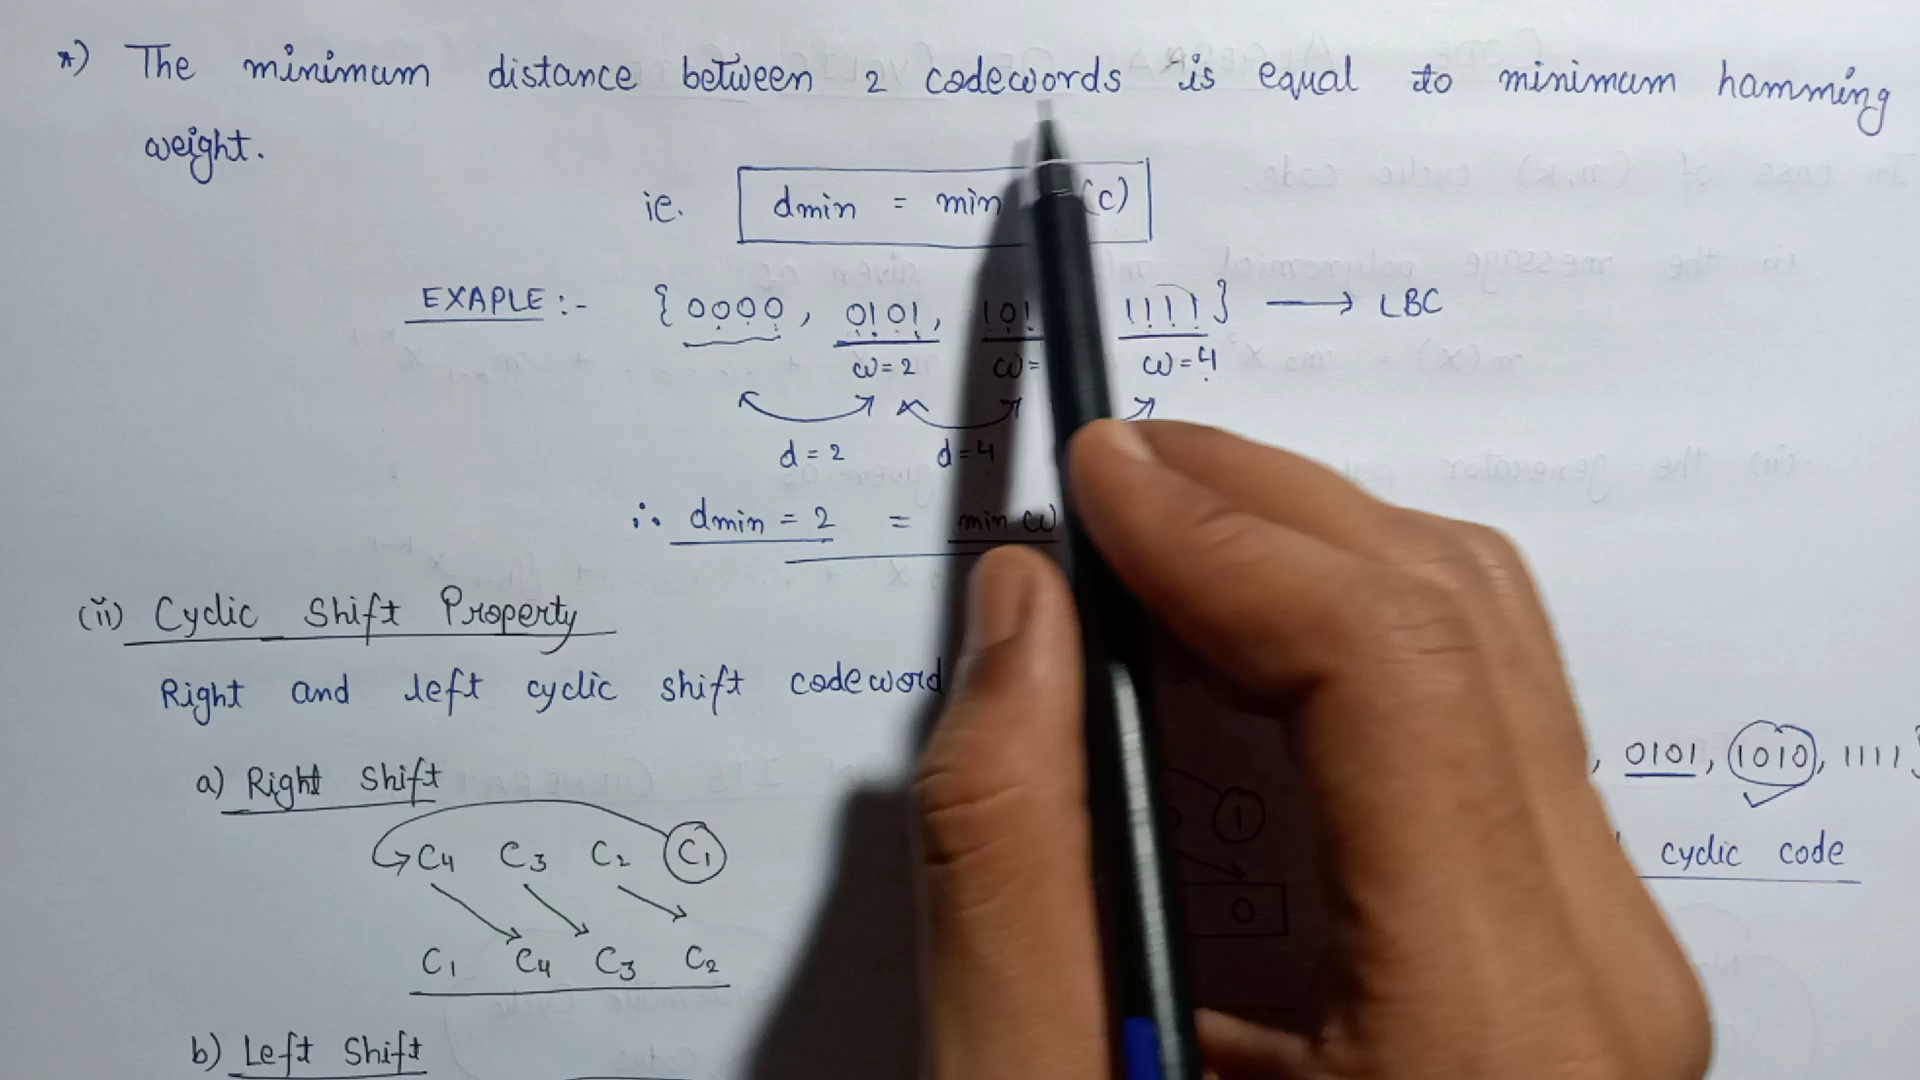 *) The minimum distance between 2 codewords is equal to minimum hamming
weight.
ie. dmin = min (c)
EXAPLE :- { 0000, 0101, 101 1111 } → LBC
ω = 2 ω = ω = 4
d = 2 d = 4
∴ dmin = 2 = min ω
(ii) Cyclic Shift Property
Right and left cyclic shift codeword
, 0101, 1010, 1111 }
a) Right Shift
cyclic code
C4 C3 C2 C1
C1 C4 C3 C2
b) Left Shift